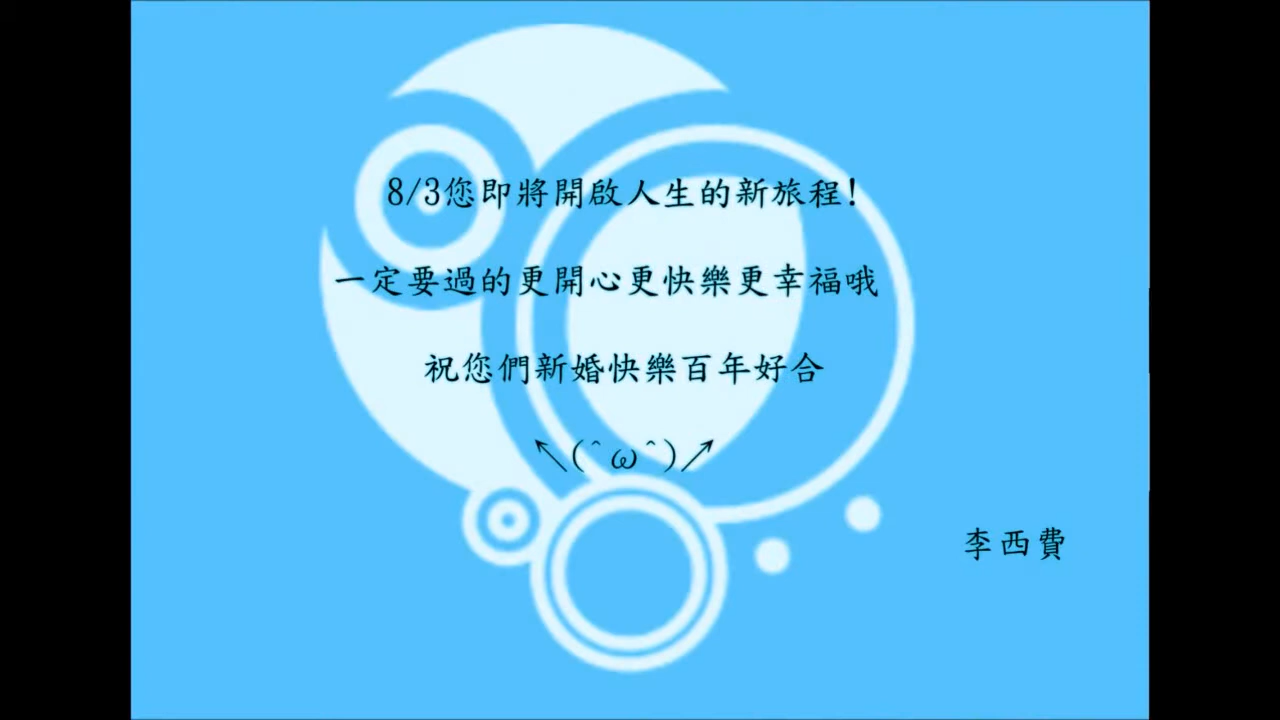 8/3您即將開啟人生的新旅程!
一定要過的更開心更快樂更幸福哦
祝您們新婚快樂百年好合
↖(^ω^)↗
李西費